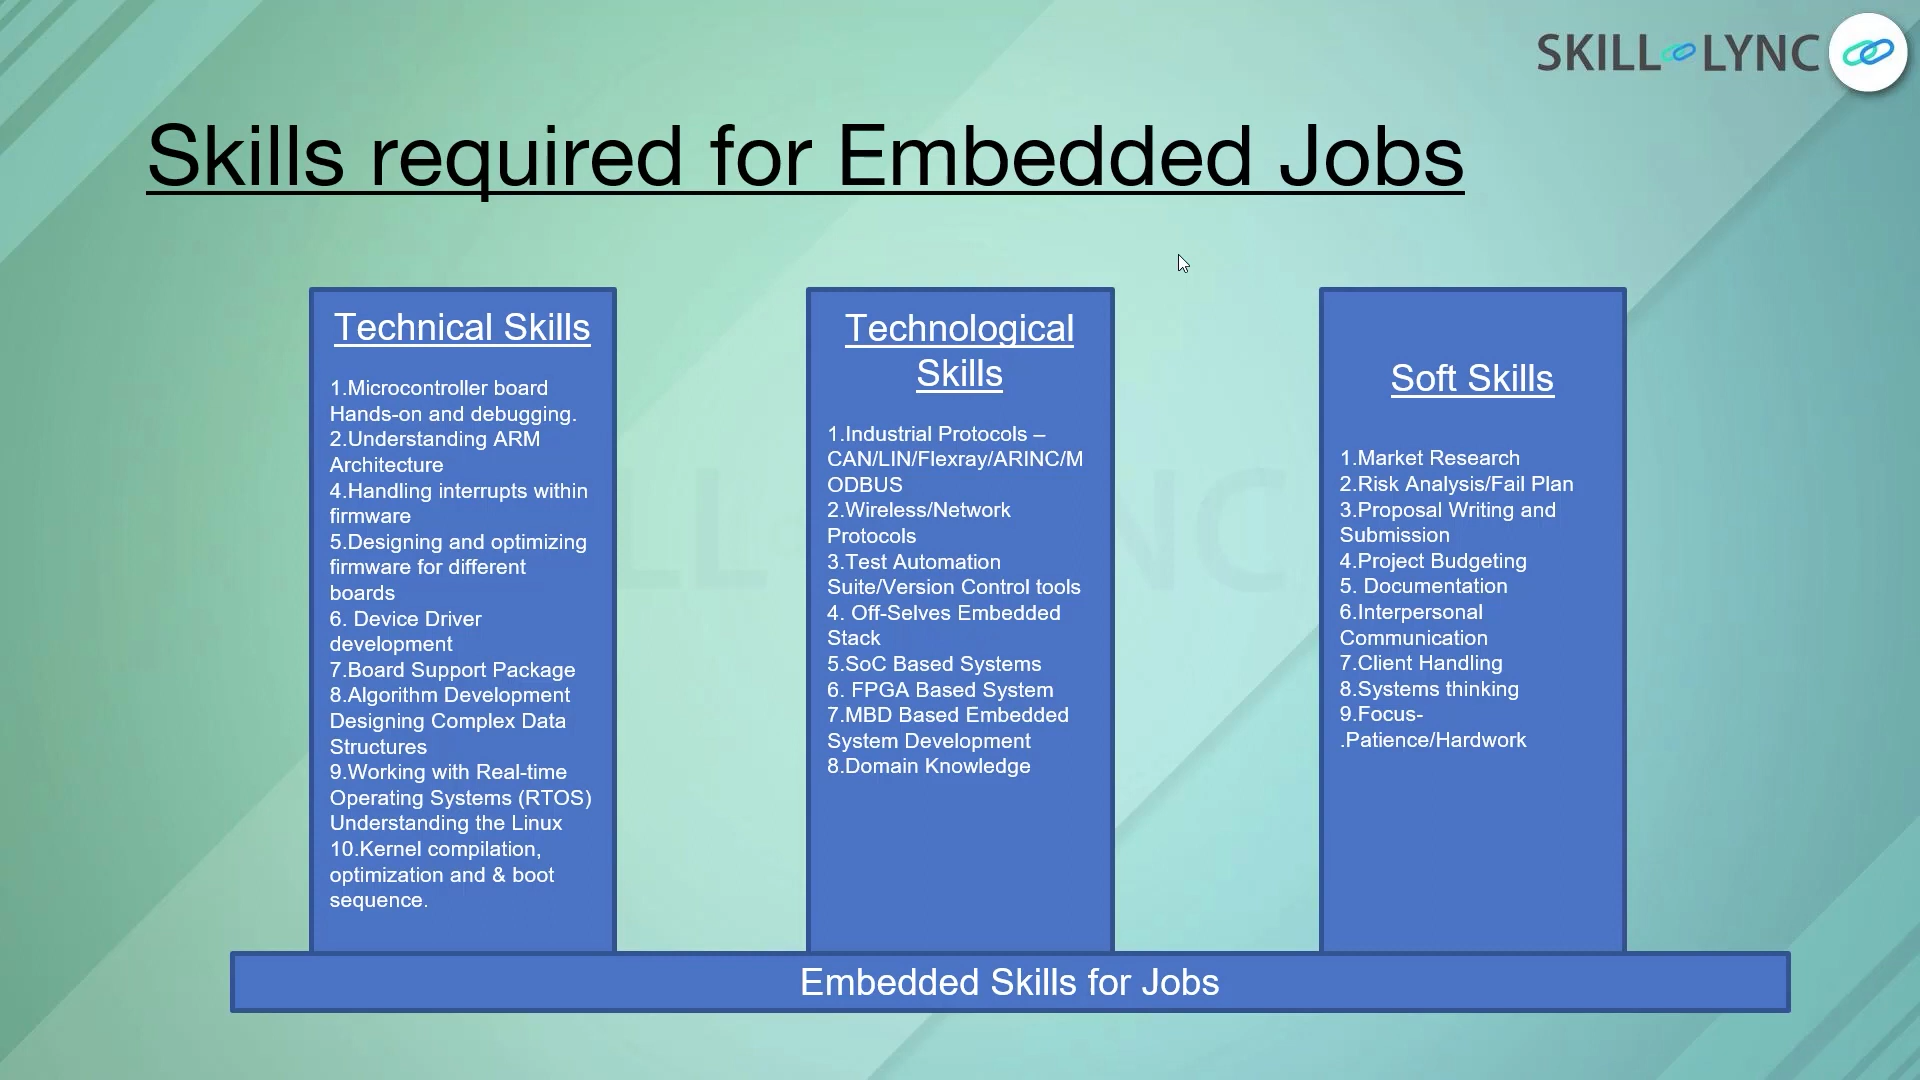 SKILL LYNC
Skills required for Embedded Jobs
Technical Skills
1.Microcontroller board
Hands-on and debugging.
2.Understanding ARM
Architecture
4.Handling interrupts within
firmware
5.Designing and optimizing
firmware for different
boards
6. Device Driver
development
7.Board Support Package
8.Algorithm Development
Designing Complex Data
Structures
9.Working with Real-time
Operating Systems (RTOS)
Understanding the Linux
10.Kernel compilation,
optimization and & boot
sequence.
Technological
Skills
1.Industrial Protocols –
CAN/LIN/Flexray/ARINC/M
ODBUS
2.Wireless/Network
Protocols
3.Test Automation
Suite/Version Control tools
4. Off-Selves Embedded
Stack
5.SoC Based Systems
6. FPGA Based System
7.MBD Based Embedded
System Development
8.Domain Knowledge
Soft Skills
1.Market Research
2.Risk Analysis/Fail Plan
3.Proposal Writing and
Submission
4.Project Budgeting
5. Documentation
6.Interpersonal
Communication
7.Client Handling
8.Systems thinking
9.Focus-
.Patience/Hardwork
Embedded Skills for Jobs